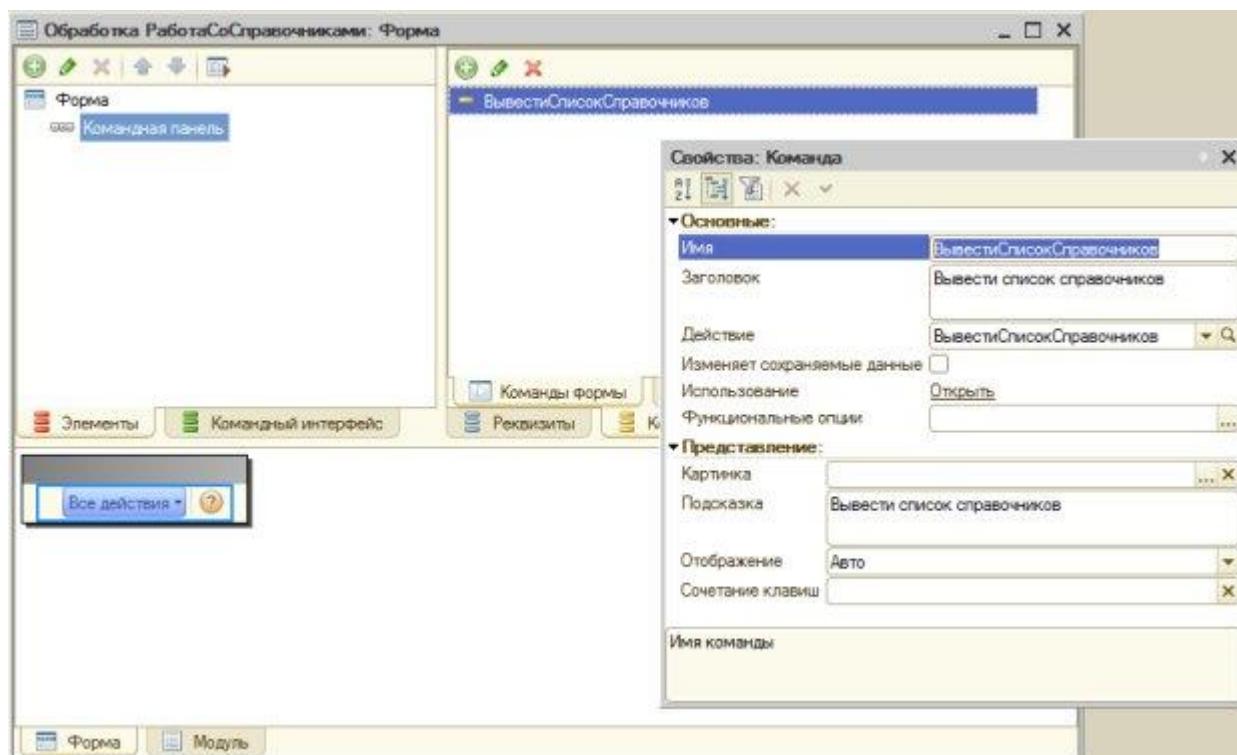 Обработка РаботаСоСправочниками: Форма
Форма
Командная панель
ВывестиСписокСправочников
Элементы
Командный интерфейс
Команды формы
Реквизиты
Все действия
Форма
Модуль
Свойства: Команда
Основные:
Имя ВывестиСписокСправочников
Заголовок Вывести список справочников
Действие ВывестиСписокСправочников
Изменяет сохраняемые данные
Использование Открыть
Функциональные опции
Представление:
Картинка
Подсказка Вывести список справочников
Отображение Авто
Сочетание клавиш
Имя команды